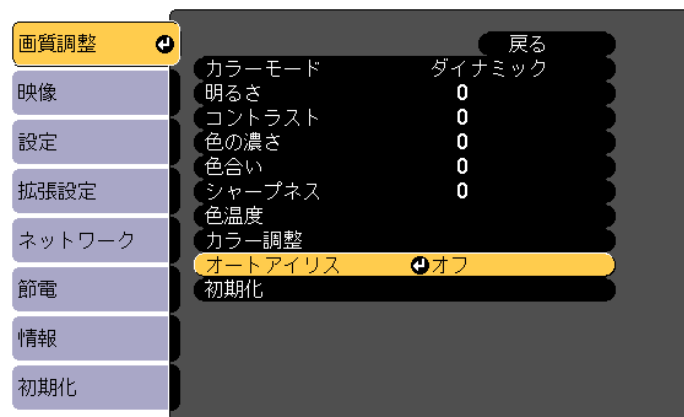 画質調整
映像
設定
拡張設定
ネットワーク
節電
情報
初期化
戻る
カラーモード ダイナミック
明るさ 0
コントラスト 0
色の濃さ 0
色合い 0
シャープネス 0
色温度
カラー調整
オートアイリス オフ
初期化